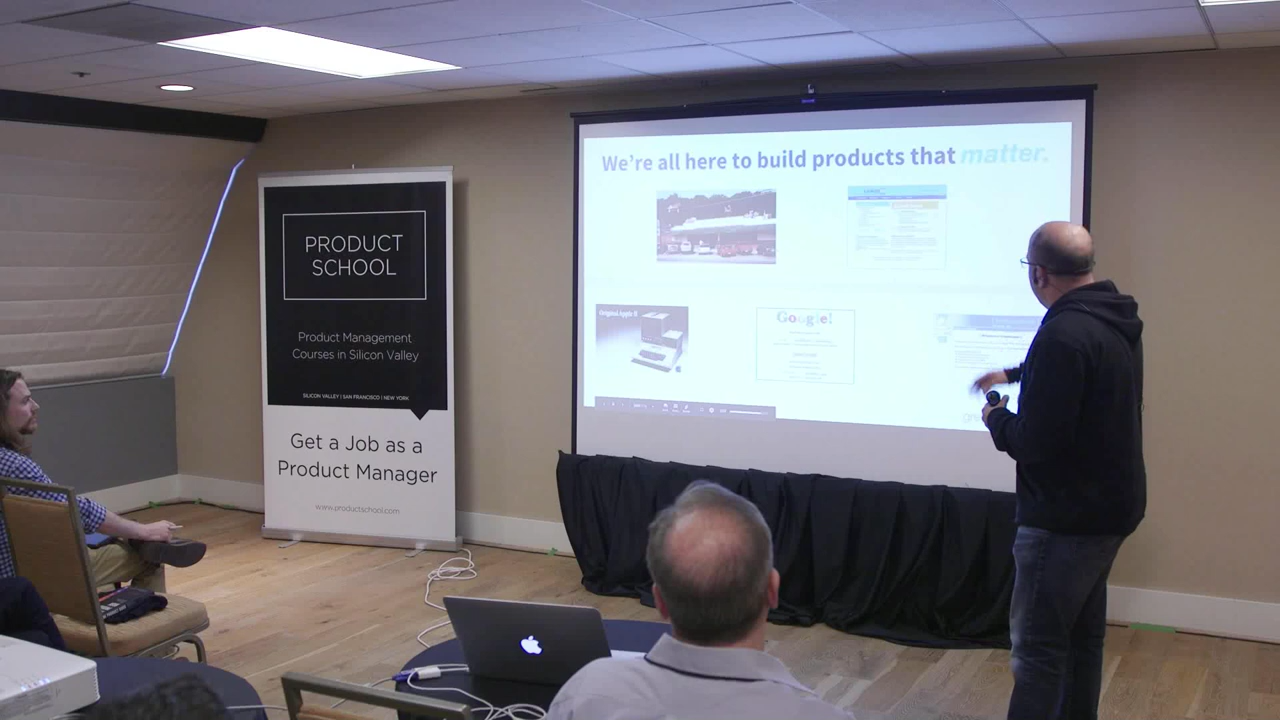 We're all here to build products that matter.
PRODUCT
SCHOOL
Product Management
Courses in Silicon Valley
SILICON VALLEY | SAN FRANCISCO | NEW YORK
Get a Job as a
Product Manager
www.productschool.com
Original Apple II
Google!